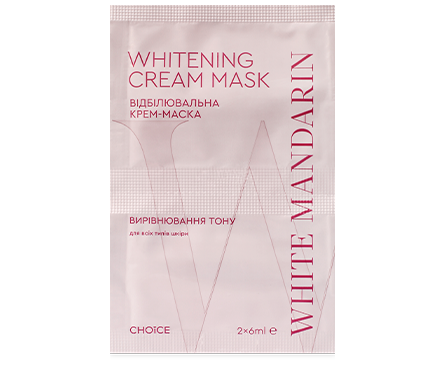 WHITENING
CREAM MASK
ВІДБІЛЮВАЛЬНА
КРЕМ-МАСКА
WHITE MANDARIN
ВИРІВНЮВАННЯ ТОНУ
для всіх типів шкіри
CHOICE
2×6ml ℮